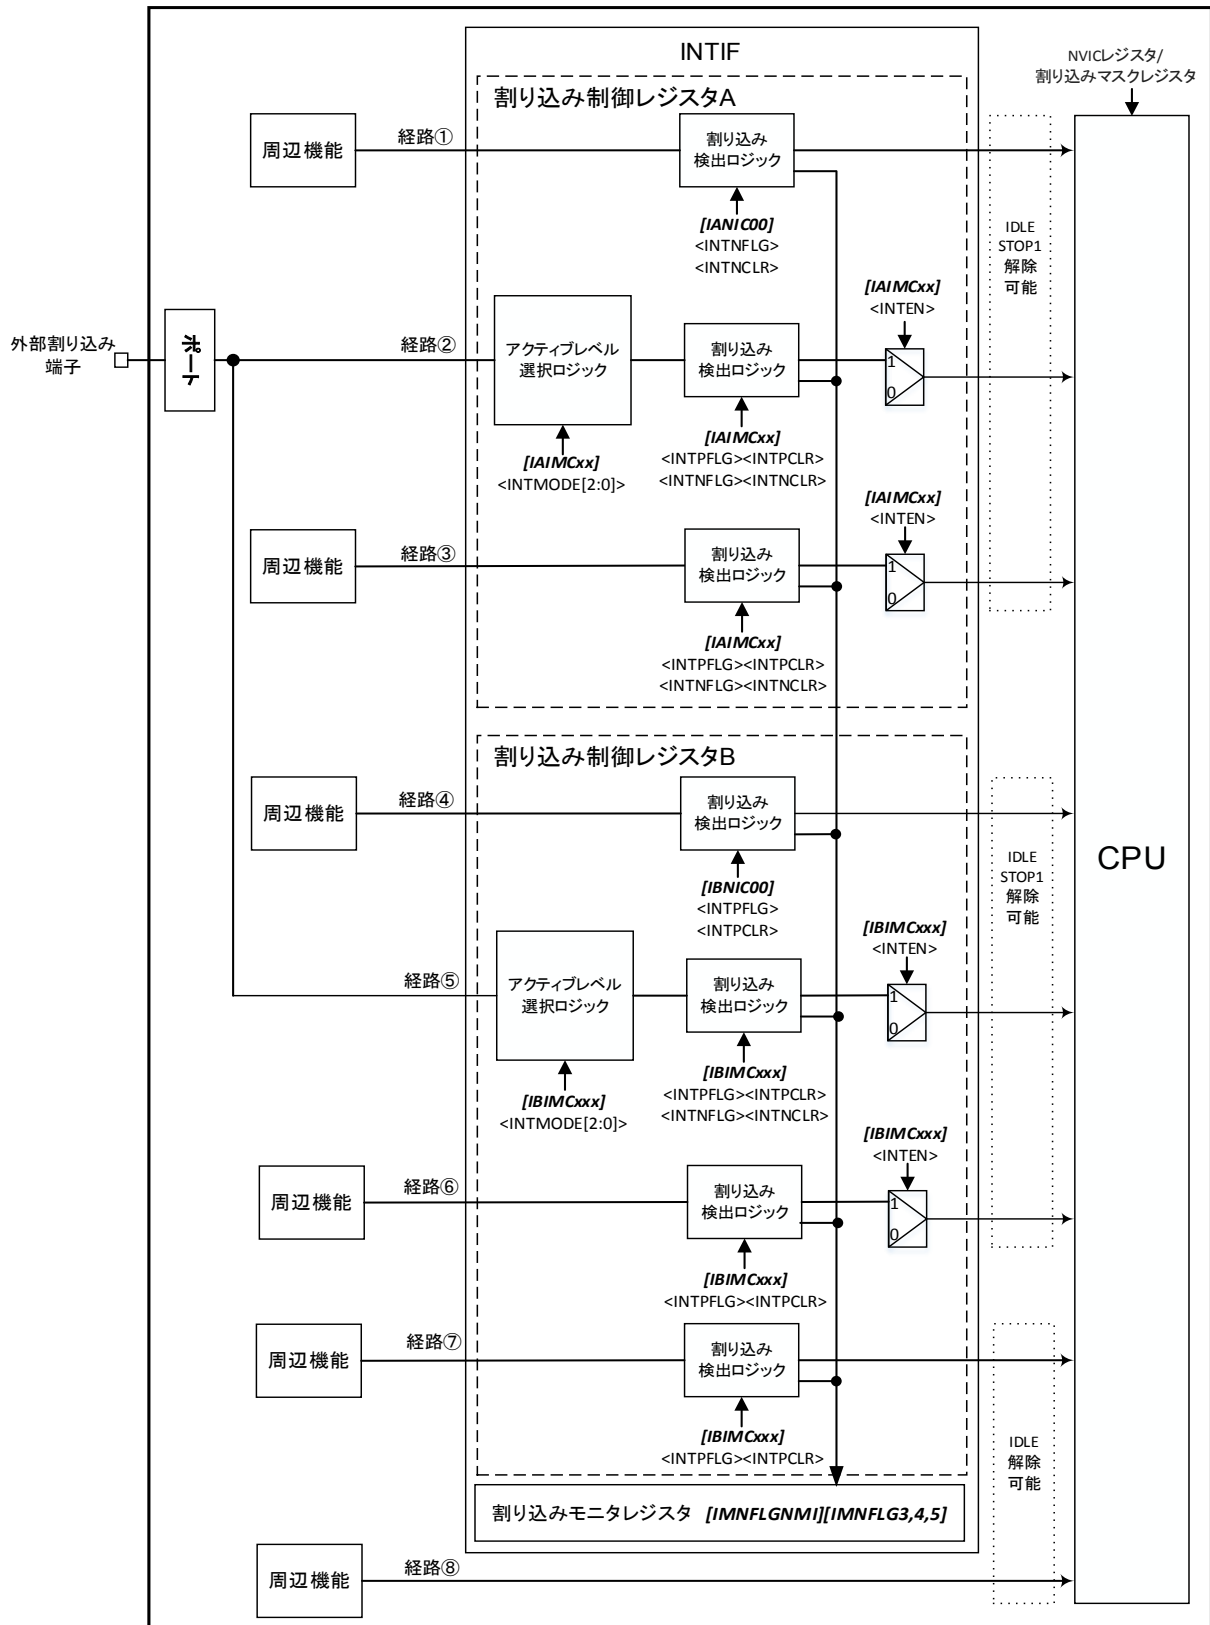 INTIF
NVICレジスタ/
割り込みマスクレジスタ
割り込み制御レジスタA
周辺機能
経路①
割り込み
検出ロジック
[IANIC00]
<INTNFLG>
<INTNCLR>
IDLE
STOP1
解除
可能
外部割り込み
端子
ポート
経路②
アクティブレベル
選択ロジック
[IAIMCxx]
<INTMODE[2:0]>
割り込み
検出ロジック
[IAIMCxx]
<INTPFLG><INTPCLR>
<INTNFLG><INTNCLR>
[IAIMCxx]
<INTEN>
1
0
周辺機能
経路③
割り込み
検出ロジック
[IAIMCxx]
<INTPFLG><INTPCLR>
<INTNFLG><INTNCLR>
[IAIMCxx]
<INTEN>
1
0
割り込み制御レジスタB
周辺機能
経路④
割り込み
検出ロジック
[IBNIC00]
<INTPFLG>
<INTPCLR>
IDLE
STOP1
解除
可能
CPU
経路⑤
アクティブレベル
選択ロジック
[IBIMCxxx]
<INTMODE[2:0]>
割り込み
検出ロジック
[IBIMCxxx]
<INTPFLG><INTPCLR>
<INTNFLG><INTNCLR>
[IBIMCxxx]
<INTEN>
1
0
周辺機能
経路⑥
割り込み
検出ロジック
[IBIMCxxx]
<INTPFLG><INTPCLR>
[IBIMCxxx]
<INTEN>
1
0
周辺機能
経路⑦
割り込み
検出ロジック
[IBIMCxxx]
<INTPFLG><INTPCLR>
IDLE
解除
可能
割り込みモニタレジスタ [IMNFLGNMI][IMNFLG3,4,5]
周辺機能
経路⑧